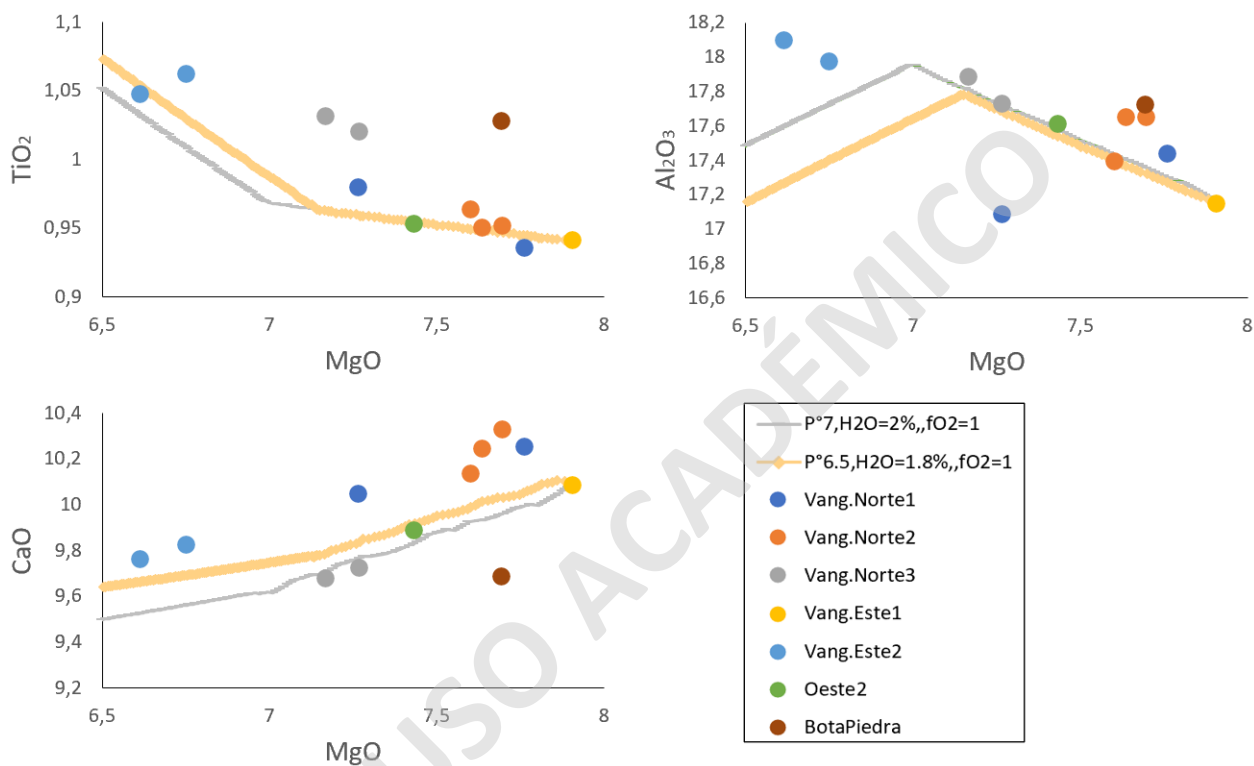 1,1
1,05
1
0,95
0,9
TiO₂
6,5 7 7,5 8
MgO
18,2
18
17,8
17,6
17,4
17,2
17
16,8
16,6
Al₂O₃
6,5 7 7,5 8
MgO
10,4
10,2
10
9,8
9,6
9,4
9,2
CaO
6,5 7 7,5 8
MgO
P°7,H2O=2%,,fO2=1
P°6.5,H2O=1.8%,,fO2=1
Vang.Norte1
Vang.Norte2
Vang.Norte3
Vang.Este1
Vang.Este2
Oeste2
BotaPiedra
USO ACADÉMICO